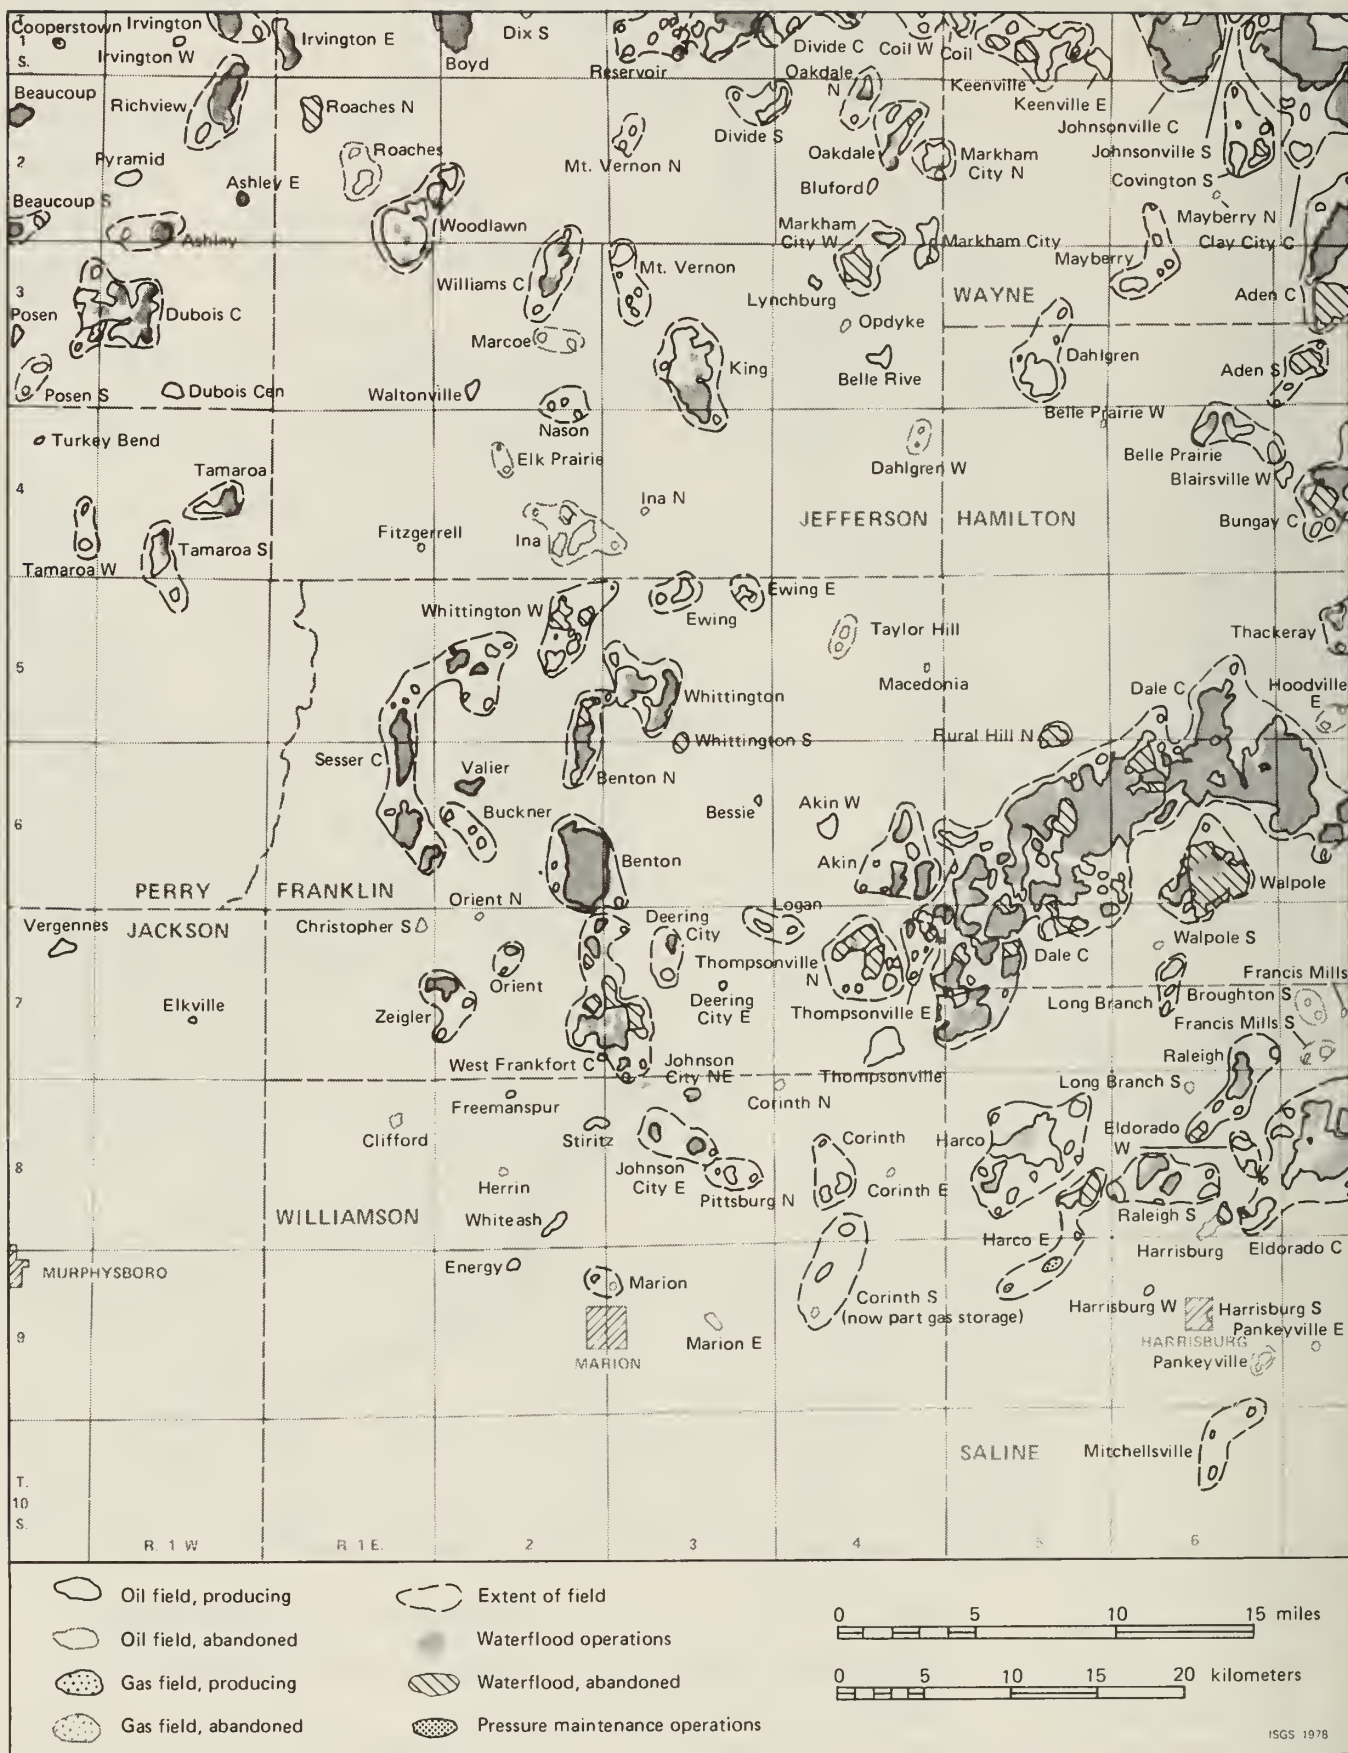 T.
Cooperstown
Irvington
Irvington E
Dix S
Divide C
Coil W
Coil
1
S.
Irvington W
Boyd
Reservoir
Oakdale
N
Keenville
Keenville E
Beaucoup
Richview
Roaches N
Divide S
Johnsonville C
2
Pyramid
Roaches
Mt. Vernon N
Oakdale
Markham
City N
Johnsonville S
Ashley E
Bluford
Covington S
Beaucoup S
Ashley
Woodlawn
Markham
City W
Markham City
Mayberry N
Clay City C
Mayberry
3
Posen
Dubois C
Williams C
Mt. Vernon
Lynchburg
WAYNE
Aden C
Marcoe
Opdyke
Posen S
Dubois Cen
Waltonville
King
Belle Rive
Dahlgren
Aden S
Nason
Belle Prairie W
Turkey Bend
Elk Prairie
Dahlgren W
Belle Prairie
Tamaroa
Blairsville W
4
Ina N
JEFFERSON
HAMILTON
Bungay C
Fitzgerrell
Ina
Tamaroa S
Tamaroa W
Whittington W
Ewing
Ewing E
Taylor Hill
Thackeray
5
Whittington
Macedonia
Dale C
Hoodville
E
Sesser C
Whittington S
Rural Hill N
Valier
Benton N
6
Buckner
Bessie
Akin W
Benton
Akin
Walpole
PERRY
FRANKLIN
Orient N
Logan
Vergennes
JACKSON
Christopher S
Deering
City
Thompsonville
N
Dale C
Walpole S
Francis Mills
7
Elkville
Orient
Deering
City E
Long Branch
Broughton S
Zeigler
Thompsonville E
Francis Mills S
West Frankfort C
Johnson
City NE
Thompsonville
Raleigh
Freemanspur
Corinth N
Long Branch S
Clifford
Stiritz
Corinth
Harco
Eldorado
W
8
Herrin
Johnson
City E
Pittsburg N
Corinth E
WILLIAMSON
Whiteash
Raleigh S
Harco E
Harrisburg
Eldorado C
MURPHYSBORO
Energy
Marion
Corinth S
(now part gas storage)
Harrisburg W
Harrisburg S
9
Marion E
Pankeyville E
MARION
HARRISBURG
Pankeyville
SALINE
Mitchellsville
T.
10
S.
R. 1 W
R. 1 E.
2
3
4
5
6
Oil field, producing
Extent of field
0 5 10 15 miles
Oil field, abandoned
Waterflood operations
Gas field, producing
Waterflood, abandoned
0 5 10 15 20 kilometers
Gas field, abandoned
Pressure maintenance operations
ISGS 1978